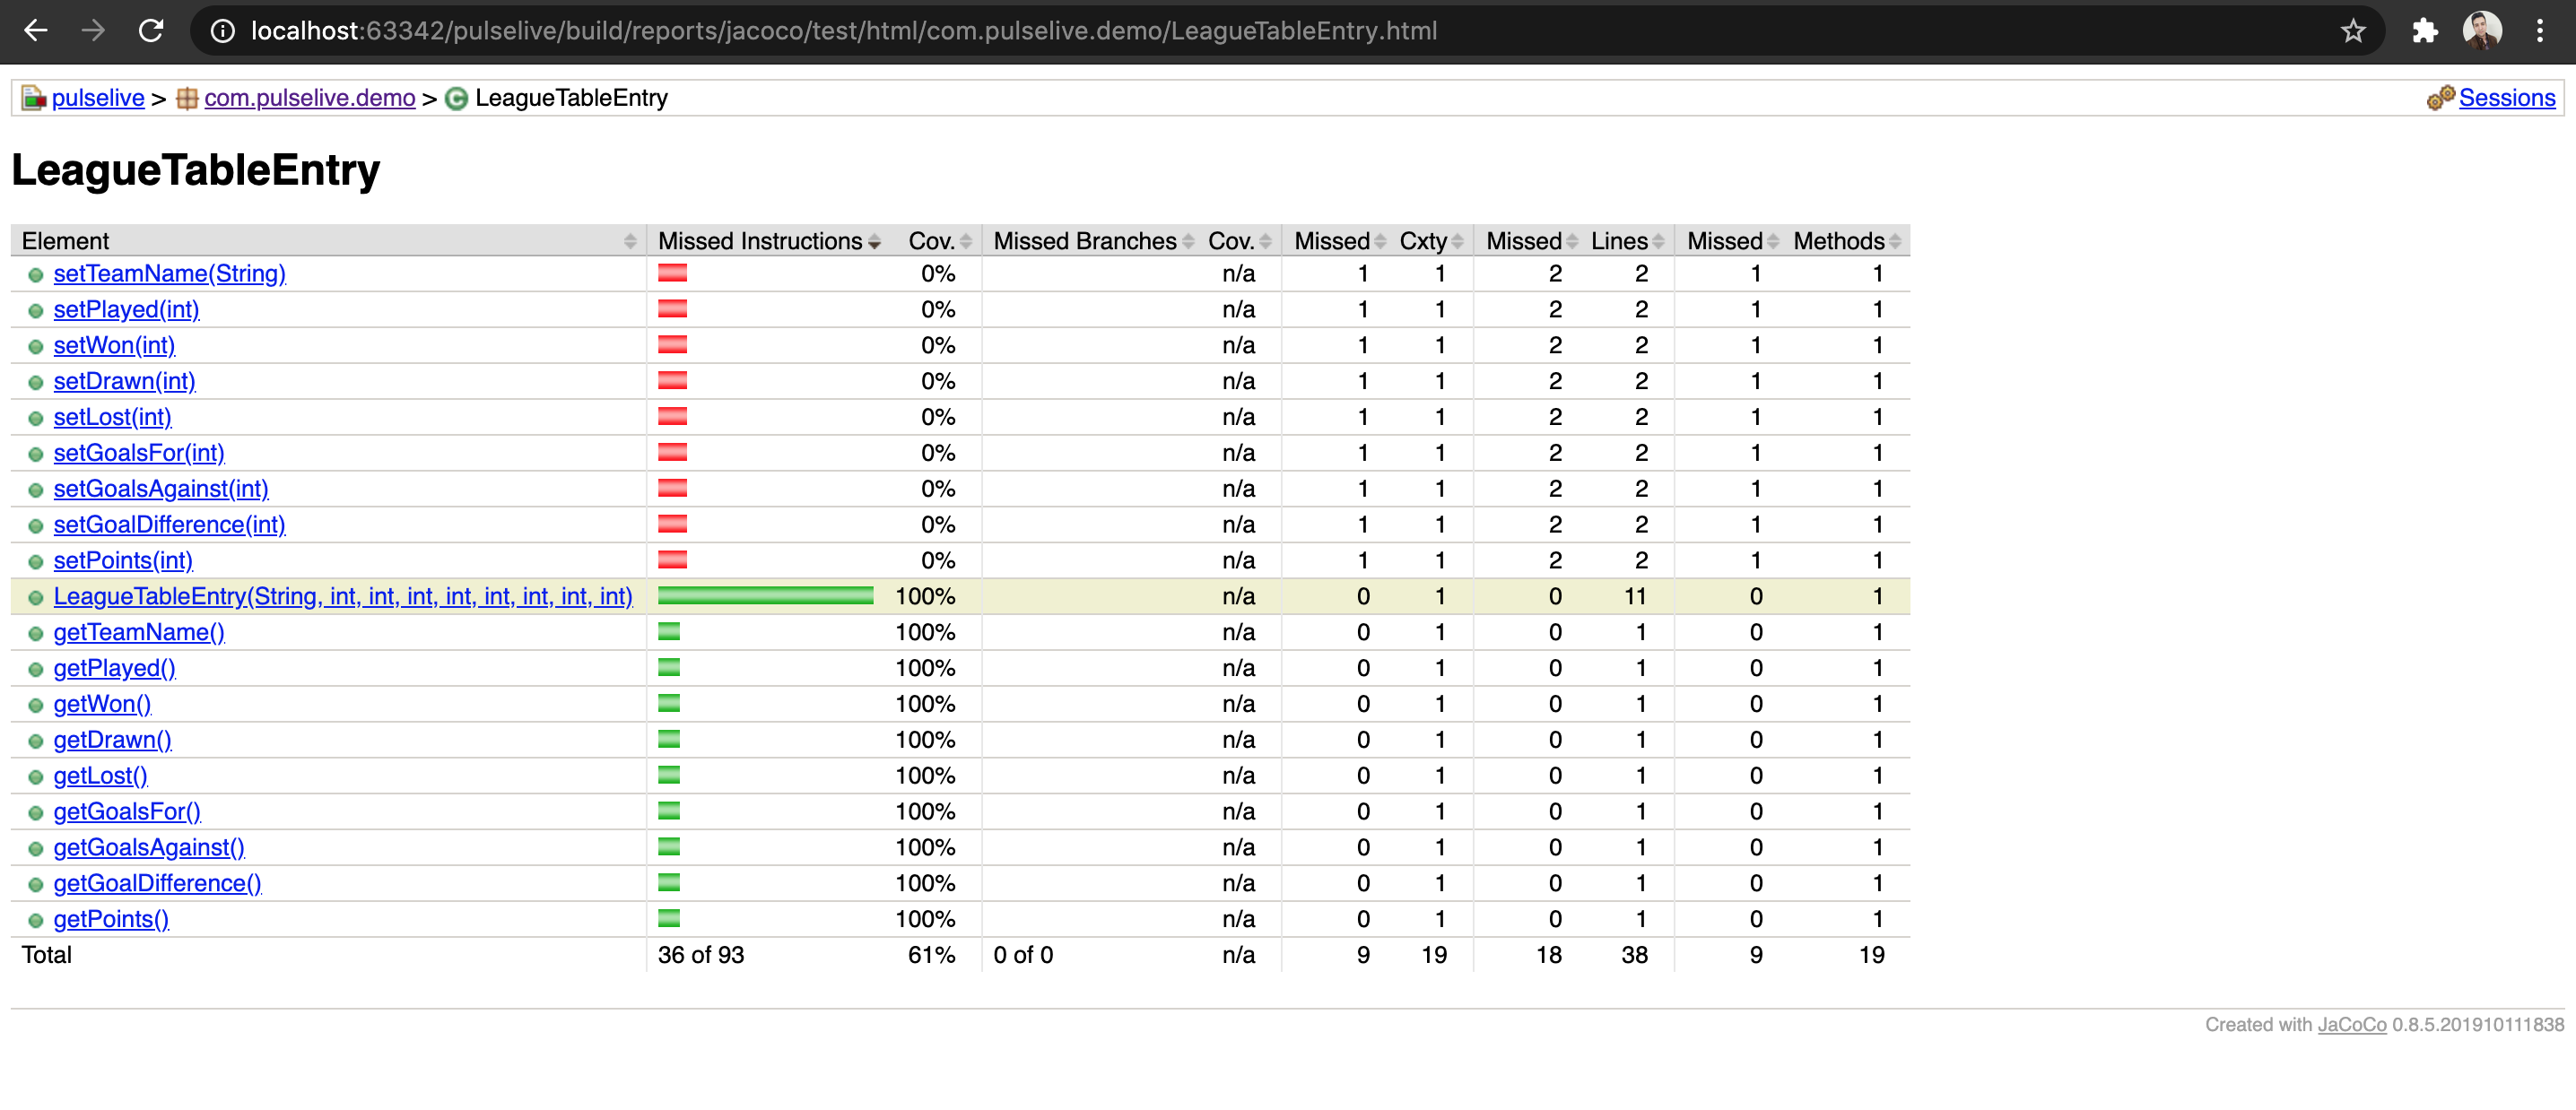 localhost:63342/pulselive/build/reports/jacoco/test/html/com.pulselive.demo/LeagueTableEntry.html
pulselive > com.pulselive.demo > C LeagueTableEntry Sessions
LeagueTableEntry
Element Missed Instructions Cov. Missed Branches Cov. Missed Cxty Missed Lines Missed Methods
setTeamName(String) 0% n/a 1 1 2 2 1 1
setPlayed(int) 0% n/a 1 1 2 2 1 1
setWon(int) 0% n/a 1 1 2 2 1 1
setDrawn(int) 0% n/a 1 1 2 2 1 1
setLost(int) 0% n/a 1 1 2 2 1 1
setGoalsFor(int) 0% n/a 1 1 2 2 1 1
setGoalsAgainst(int) 0% n/a 1 1 2 2 1 1
setGoalDifference(int) 0% n/a 1 1 2 2 1 1
setPoints(int) 0% n/a 1 1 2 2 1 1
LeagueTableEntry(String, int, int, int, int, int, int, int, int) 100% n/a 0 1 0 11 0 1
getTeamName() 100% n/a 0 1 0 1 0 1
getPlayed() 100% n/a 0 1 0 1 0 1
getWon() 100% n/a 0 1 0 1 0 1
getDrawn() 100% n/a 0 1 0 1 0 1
getLost() 100% n/a 0 1 0 1 0 1
getGoalsFor() 100% n/a 0 1 0 1 0 1
getGoalsAgainst() 100% n/a 0 1 0 1 0 1
getGoalDifference() 100% n/a 0 1 0 1 0 1
getPoints() 100% n/a 0 1 0 1 0 1
Total 36 of 93 61% 0 of 0 n/a 9 19 18 38 9 19
Created with JaCoCo 0.8.5.201910111838